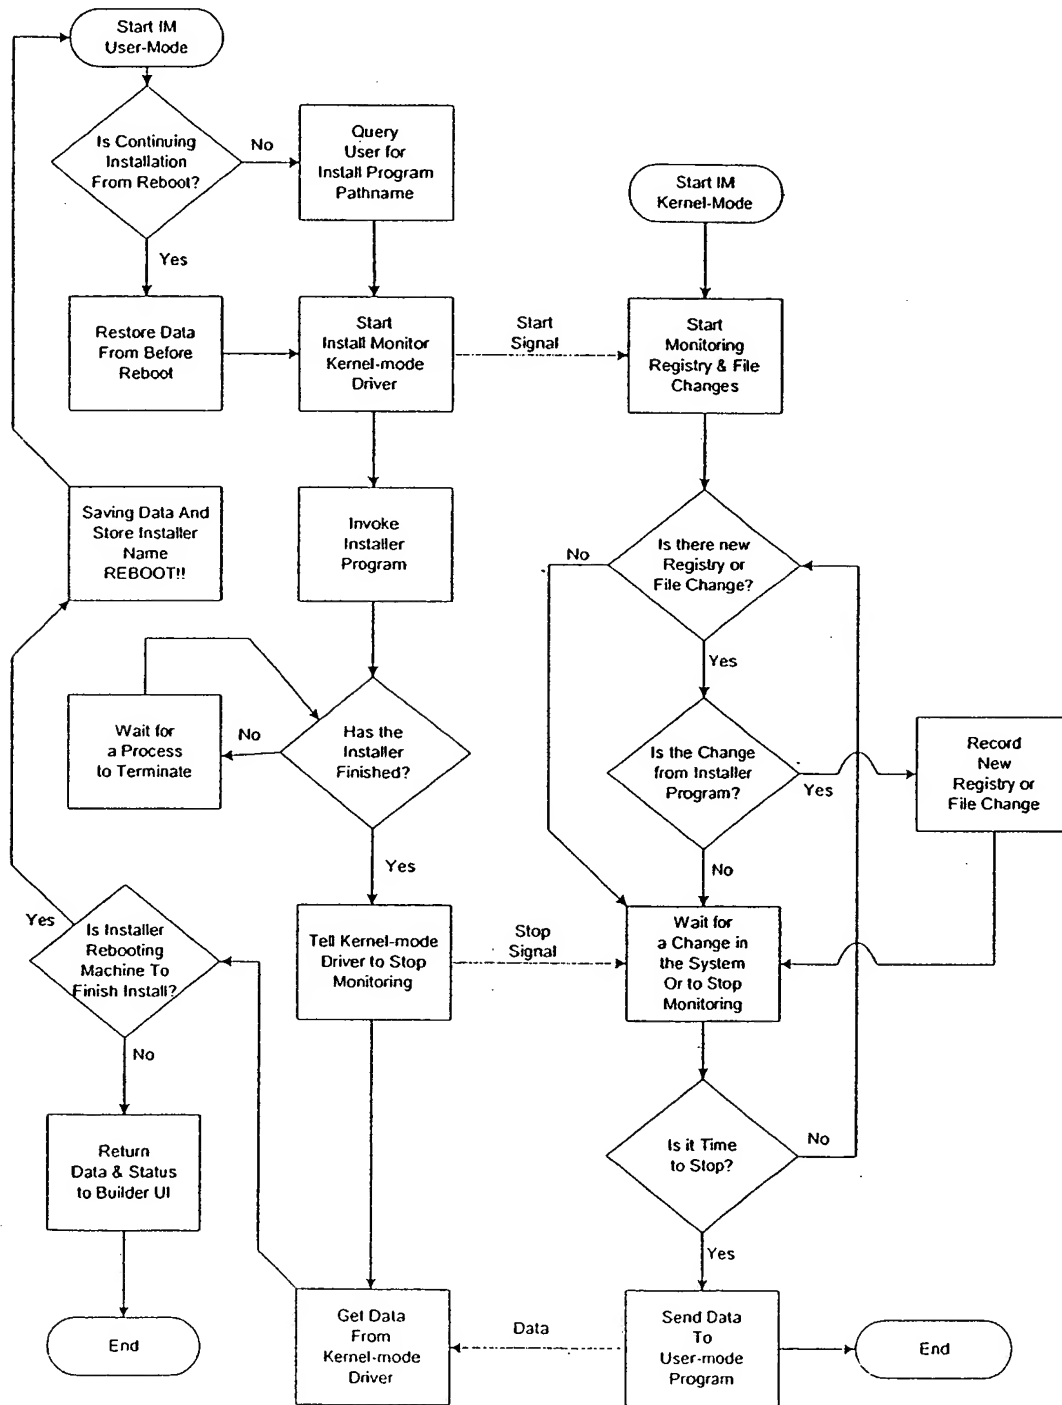 Start IM
User-Mode
Is Continuing
Installation
From Reboot?
No
Yes
Query
User for
Install Program
Pathname
Start IM
Kernel-Mode
Restore Data
From Before
Reboot
Start
Install Monitor
Kernel-mode
Driver
Start
Signal
Start
Monitoring
Registry & File
Changes
Saving Data And
Store Installer
Name
REBOOT!!
Invoke
Installer
Program
No
Is there new
Registry or
File Change?
Yes
Wait for
a Process
to Terminate
No
Has the
Installer
Finished?
Yes
Is the Change
from Installer
Program?
Yes
No
Record
New
Registry or
File Change
Yes
Is Installer
Rebooting
Machine To
Finish Install?
No
Tell Kernel-mode
Driver to Stop
Monitoring
Stop
Signal
Wait for
a Change in
the System
Or to Stop
Monitoring
Return
Data & Status
to Builder UI
Is it Time
to Stop?
No
Yes
End
Get Data
From
Kernel-mode
Driver
Data
Send Data
To
User-mode
Program
End